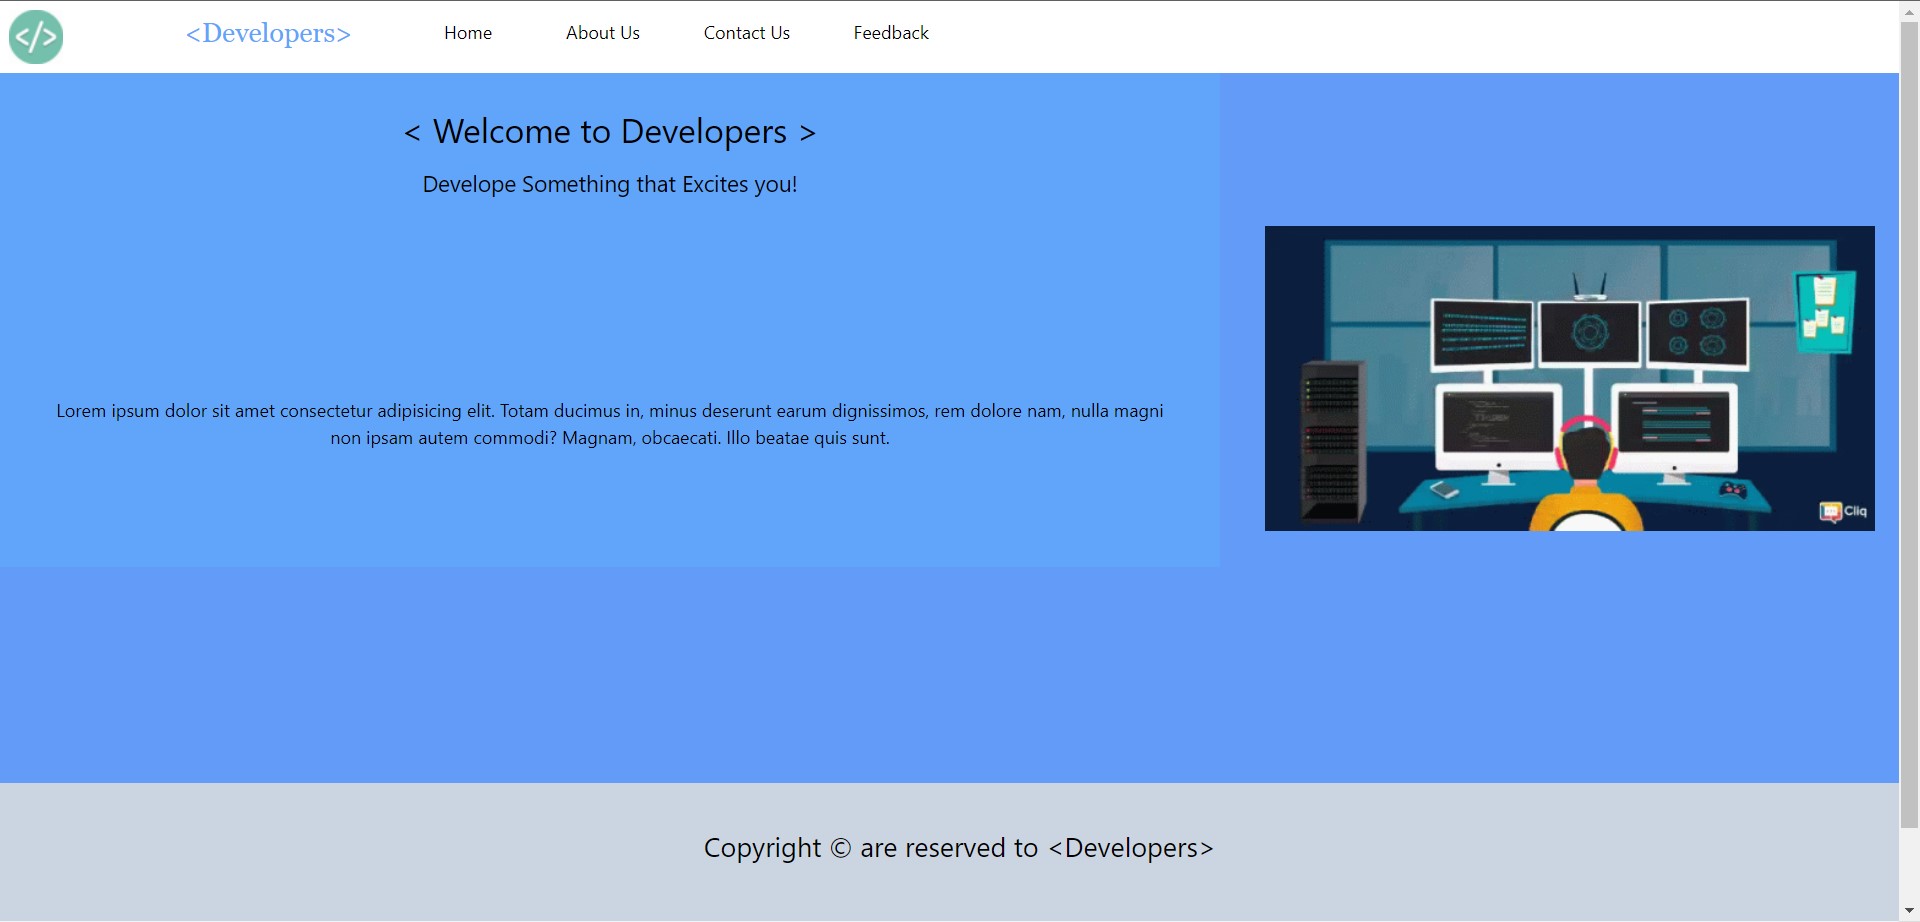 </>
<Developers> Home About Us Contact Us Feedback
< Welcome to Developers >
Develope Something that Excites you!
Lorem ipsum dolor sit amet consectetur adipisicing elit. Totam ducimus in, minus deserunt earum dignissimos, rem dolore nam, nulla magni
non ipsam autem commodi? Magnam, obcaecati. Illo beatae quis sunt.
Cliq
Copyright © are reserved to <Developers>